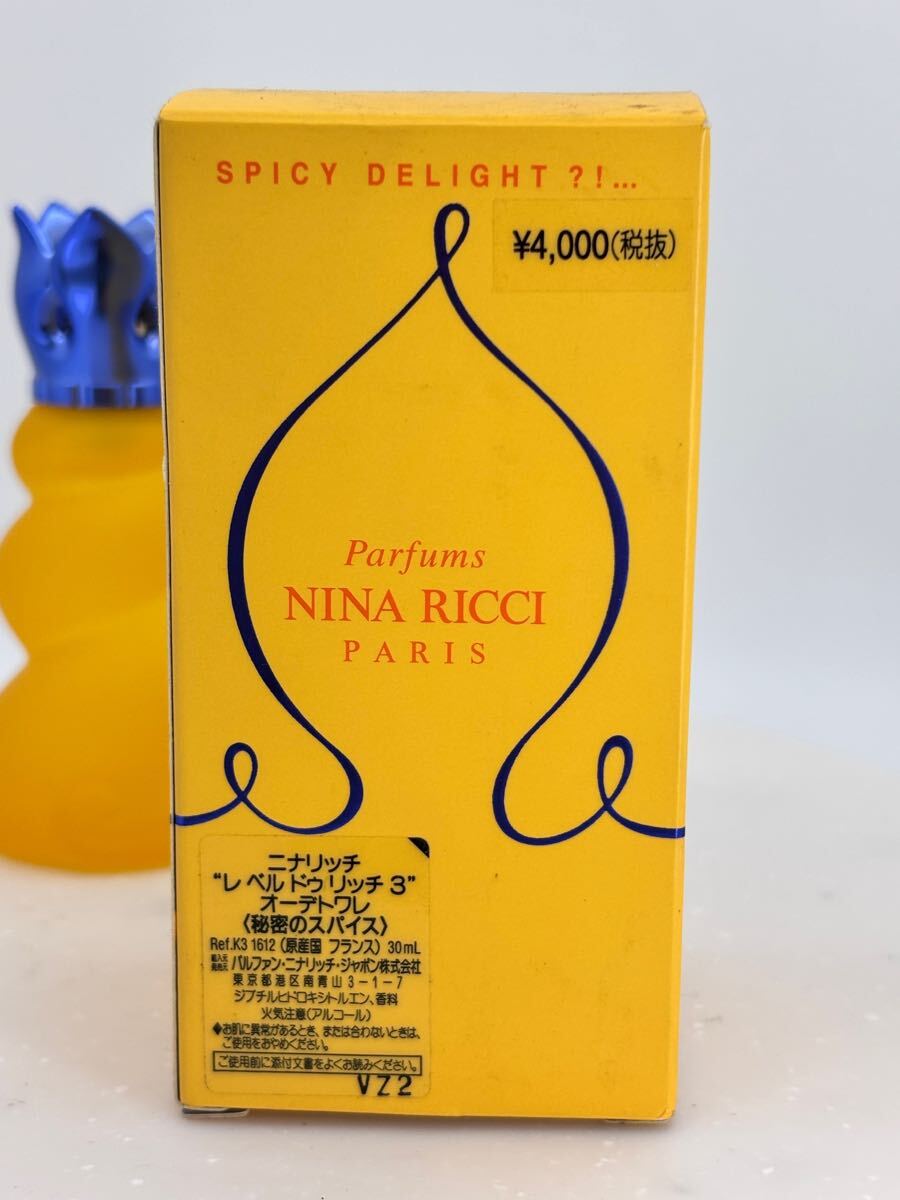 SPICY DELIGHT ?!...
¥4,000(税抜)
Parfums
NINA RICCI
PARIS
ニナリッチ
“レ ベル ドゥ リッチ 3”
オーデトワレ
〈秘密のスパイス〉
Ref.K3 1612 (原産国 フランス) 30mL
輸入元
発売元 パルファン・ニナリッチ・ジャポン株式会社
東京都港区南青山3-1-7
ジブチルヒドロキシトルエン、香料
火気注意(アルコール)
◆お肌に異常があるとき、または合わないときは、
ご使用をおやめください。
ご使用前に添付文書をよくお読みください。
VZ2